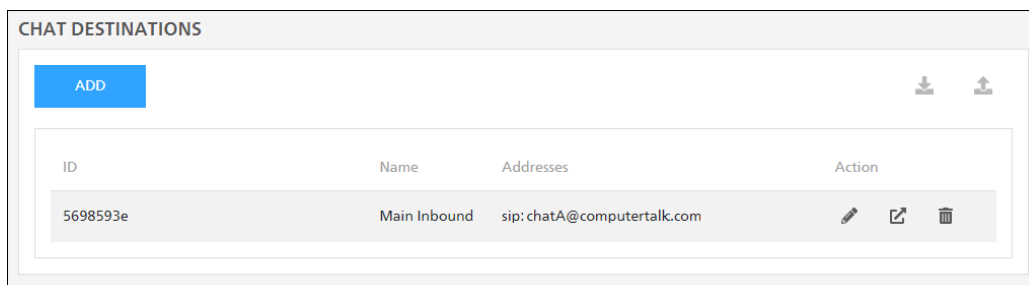 CHAT DESTINATIONS
ADD
ID Name Addresses Action
5698593e Main Inbound sip:chatA@computertalk.com